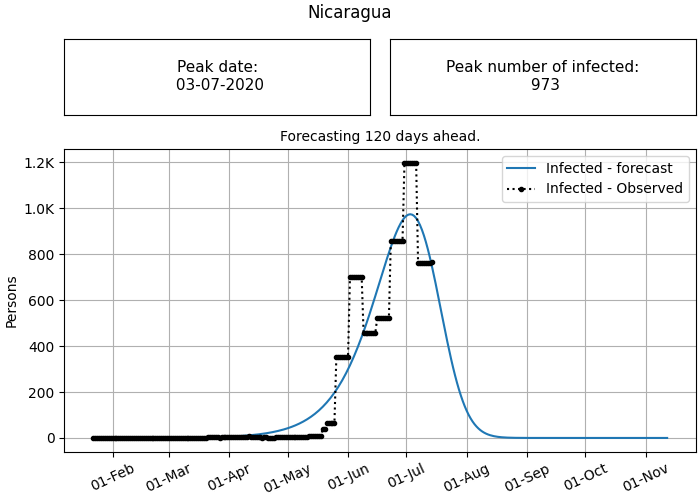 Nicaragua
Peak date:
03-07-2020
Peak number of infected:
973
Forecasting 120 days ahead.
Infected - forecast
Infected - Observed
1.2K
1.0K
800
600
400
200
0
Persons
01-Feb
01-Mar
01-Apr
01-May
01-Jun
01-Jul
01-Aug
01-Sep
01-Oct
01-Nov